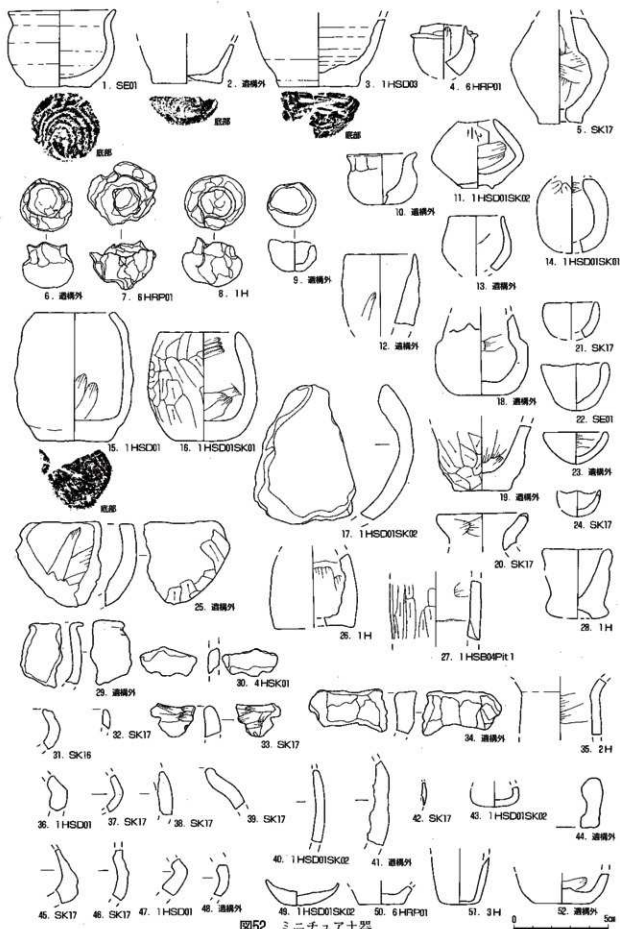 1. SE01
2. 遺構外
3. 1HSD03
4. 6HRP01
5. SK17
底部
底部
底部
6. 遺構外
7. 6HRP01
8. 1H
9. 遺構外
10. 遺構外
11. 1HSD01SK02
12. 遺構外
13. 遺構外
14. 1HSD01SK01
15. 1HSD01
16. 1HSD01SK01
底部
17. 1HSD01SK02
18. 遺構外
19. 遺構外
20. SK17
21. SK17
22. SE01
23. 遺構外
24. SK17
25. 遺構外
26. 1H
27. 1HSB04Pit1
28. 1H
29. 遺構外
30. 4HSK01
31. SK16
32. SK17
33. SK17
34. 遺構外
35. 2H
36. 1HSD01
37. SK17
38. SK17
39. SK17
40. 1HSD01SK02
41. 遺構外
42. SK17
43. 1HSD01SK02
44. 遺構外
45. SK17
46. SK17
47. 1HSD01
48. 遺構外
49. 1HSD01SK02
50. 6HRP01
51. 3H
52. 遺構外
0 5cm
図52 ミニチュア土器